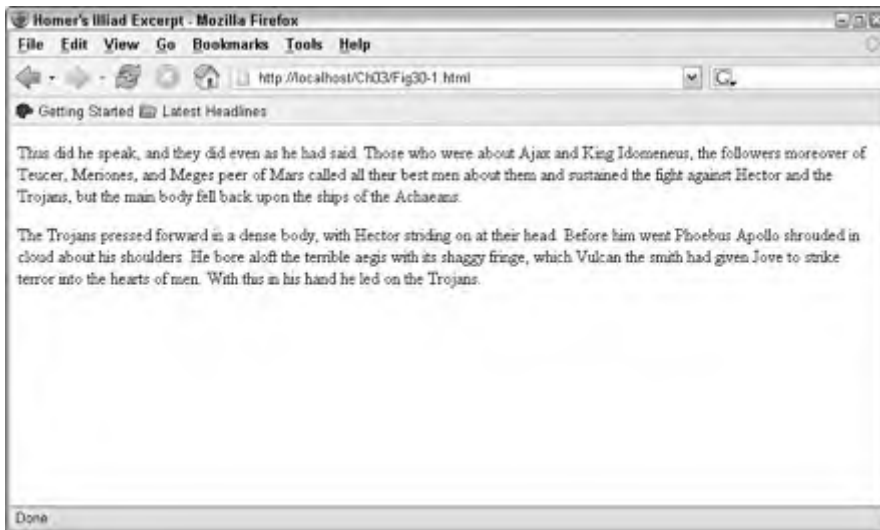 Homer's Illiad Excerpt - Mozilla Firefox
File Edit View Go Bookmarks Tools Help
http://localhost/Ch03/Fig30-1.html
Getting Started Latest Headlines
Thus did he speak, and they did even as he had said. Those who were about Ajax and King Idomeneus, the followers moreover of
Teucer, Meriones, and Meges peer of Mars called all their best men about them and sustained the fight against Hector and the
Trojans, but the main body fell back upon the ships of the Achaeans.
The Trojans pressed forward in a dense body, with Hector striding on at their head. Before him went Phoebus Apollo shrouded in
cloud about his shoulders. He bore aloft the terrible aegis with its shaggy fringe, which Vulcan the smith had given Jove to strike
terror into the hearts of men. With this in his hand he led on the Trojans.
Done